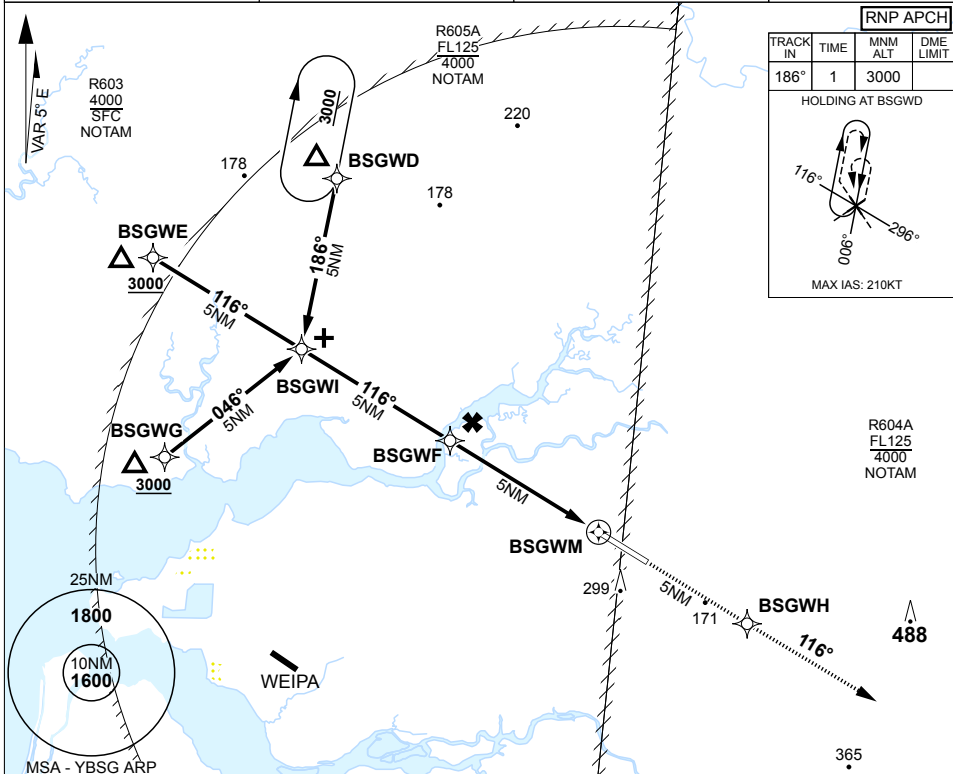 RNP APCH
TRACK IN
TIME
MNM ALT
DME LIMIT
186°
1
3000
HOLDING AT BSGWD
116°
296°
006°
MAX IAS: 210KT
VAR 5° E
R603
4000
SFC
NOTAM
R605A
FL125
4000
NOTAM
3000
220
178
BSGWD
178
BSGWE
3000
186°
5NM
116°
5NM
BSGWI
046°
5NM
116°
5NM
BSGWG
3000
BSGWF
R604A
FL125
4000
NOTAM
5NM
BSGWM
25NM
1800
10NM
1600
MSA - YBSG ARP
299
5NM
171
BSGWH
116°
488
WEIPA
365